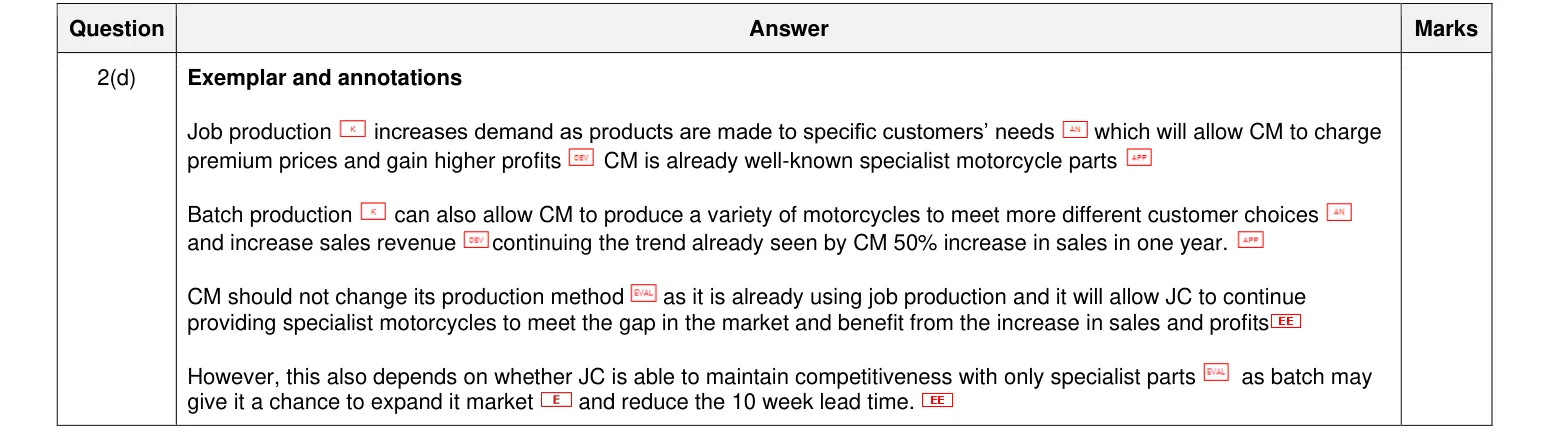 Question Answer Marks
2(d) Exemplar and annotations
Job production K increases demand as products are made to specific customers’ needs AN which will allow CM to charge
premium prices and gain higher profits DEV CM is already well-known specialist motorcycle parts APP
Batch production K can also allow CM to produce a variety of motorcycles to meet more different customer choices AN
and increase sales revenue DEV continuing the trend already seen by CM 50% increase in sales in one year. APP
CM should not change its production method EVAL as it is already using job production and it will allow JC to continue
providing specialist motorcycles to meet the gap in the market and benefit from the increase in sales and profits EE
However, this also depends on whether JC is able to maintain competitiveness with only specialist parts EVAL as batch may
give it a chance to expand it market E and reduce the 10 week lead time. EE